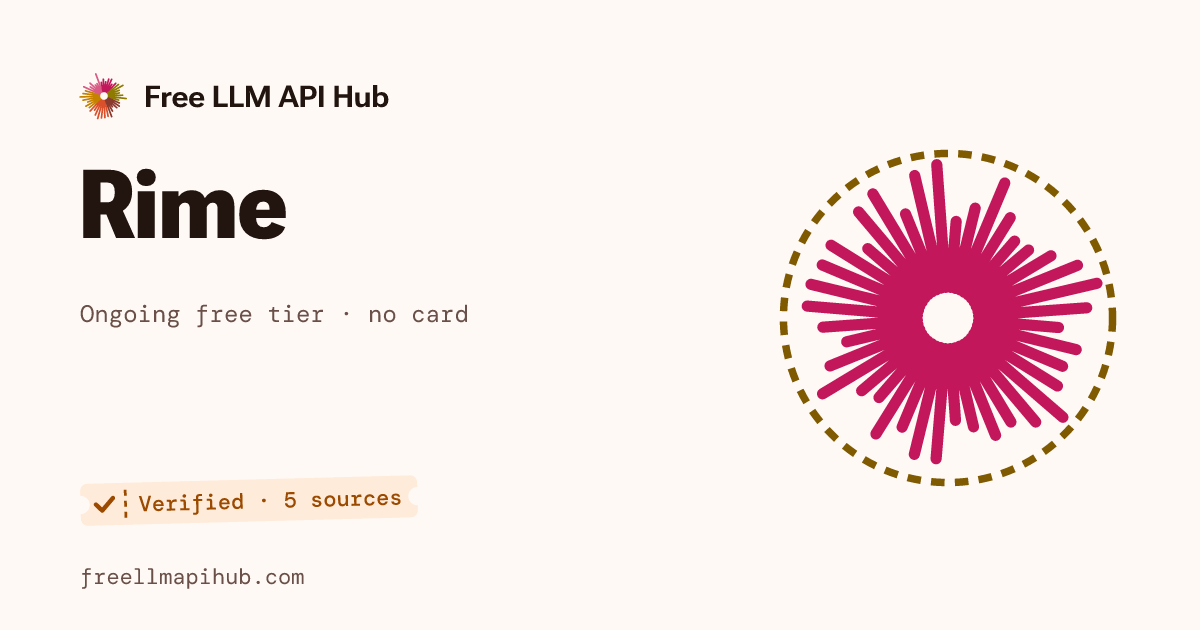 Free LLM API Hub
Rime
Ongoing free tier · no card
Verified · 5 sources
freellmapihub.com